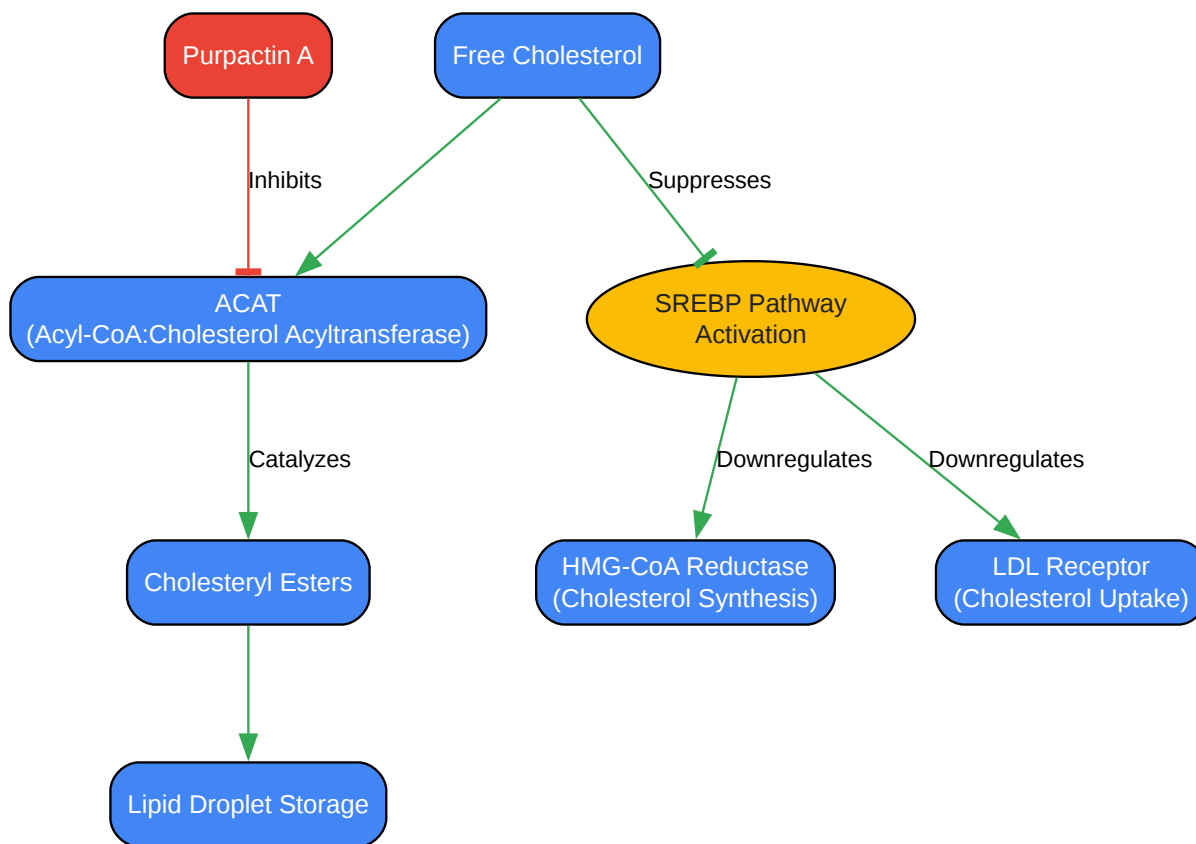 Purpactin A
Free Cholesterol
Inhibits
Suppresses
ACAT
(Acyl-CoA:Cholesterol Acyltransferase)
SREBP Pathway
Activation
Catalyzes
Downregulates
Downregulates
Cholesteryl Esters
HMG-CoA Reductase
(Cholesterol Synthesis)
LDL Receptor
(Cholesterol Uptake)
Lipid Droplet Storage